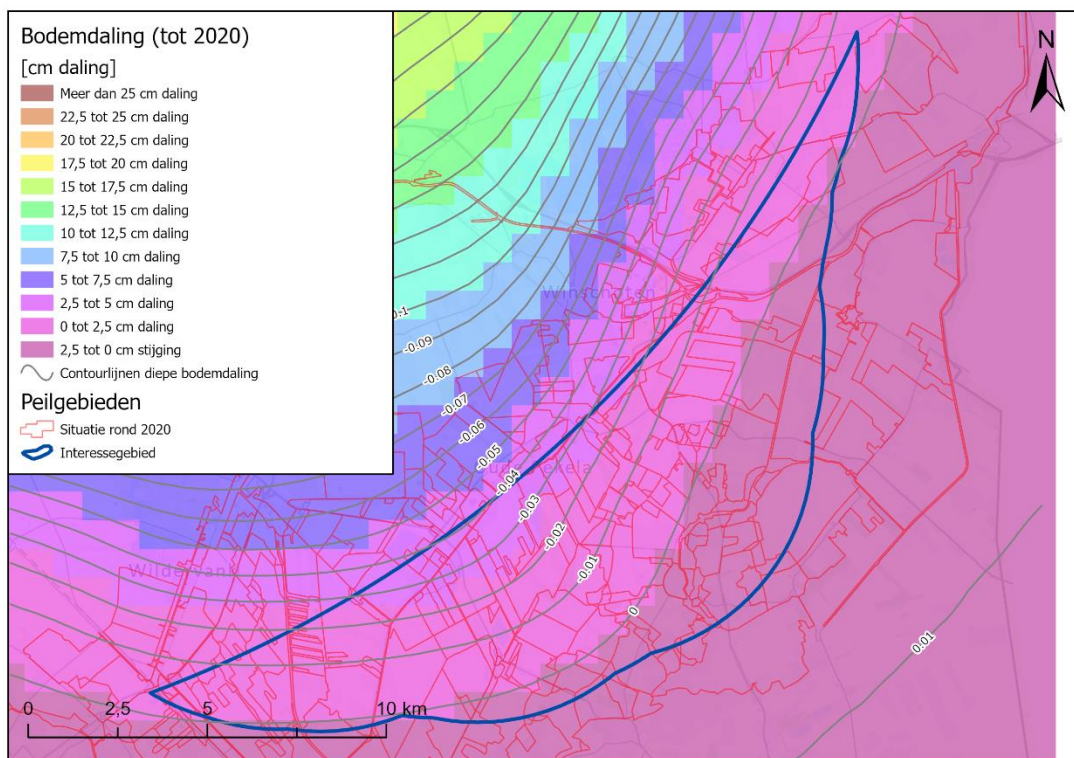 Bodemdaling (tot 2020)
[cm daling]
Meer dan 25 cm daling
22,5 tot 25 cm daling
20 tot 22,5 cm daling
17,5 tot 20 cm daling
15 tot 17,5 cm daling
12,5 tot 15 cm daling
10 tot 12,5 cm daling
7,5 tot 10 cm daling
5 tot 7,5 cm daling
2,5 tot 5 cm daling
0 tot 2,5 cm daling
2,5 tot 0 cm stijging
Contourlijnen diepe bodemdaling
Peilgebieden
Situatie rond 2020
Interessegebied
N
Winschoten
0:1
-0:09
-0:08
-0:07
-0:06
-0:05
-0:04
-0:03
-0:02
-0:01
0
0:01
Wildervank
0
2,5
5
10 km